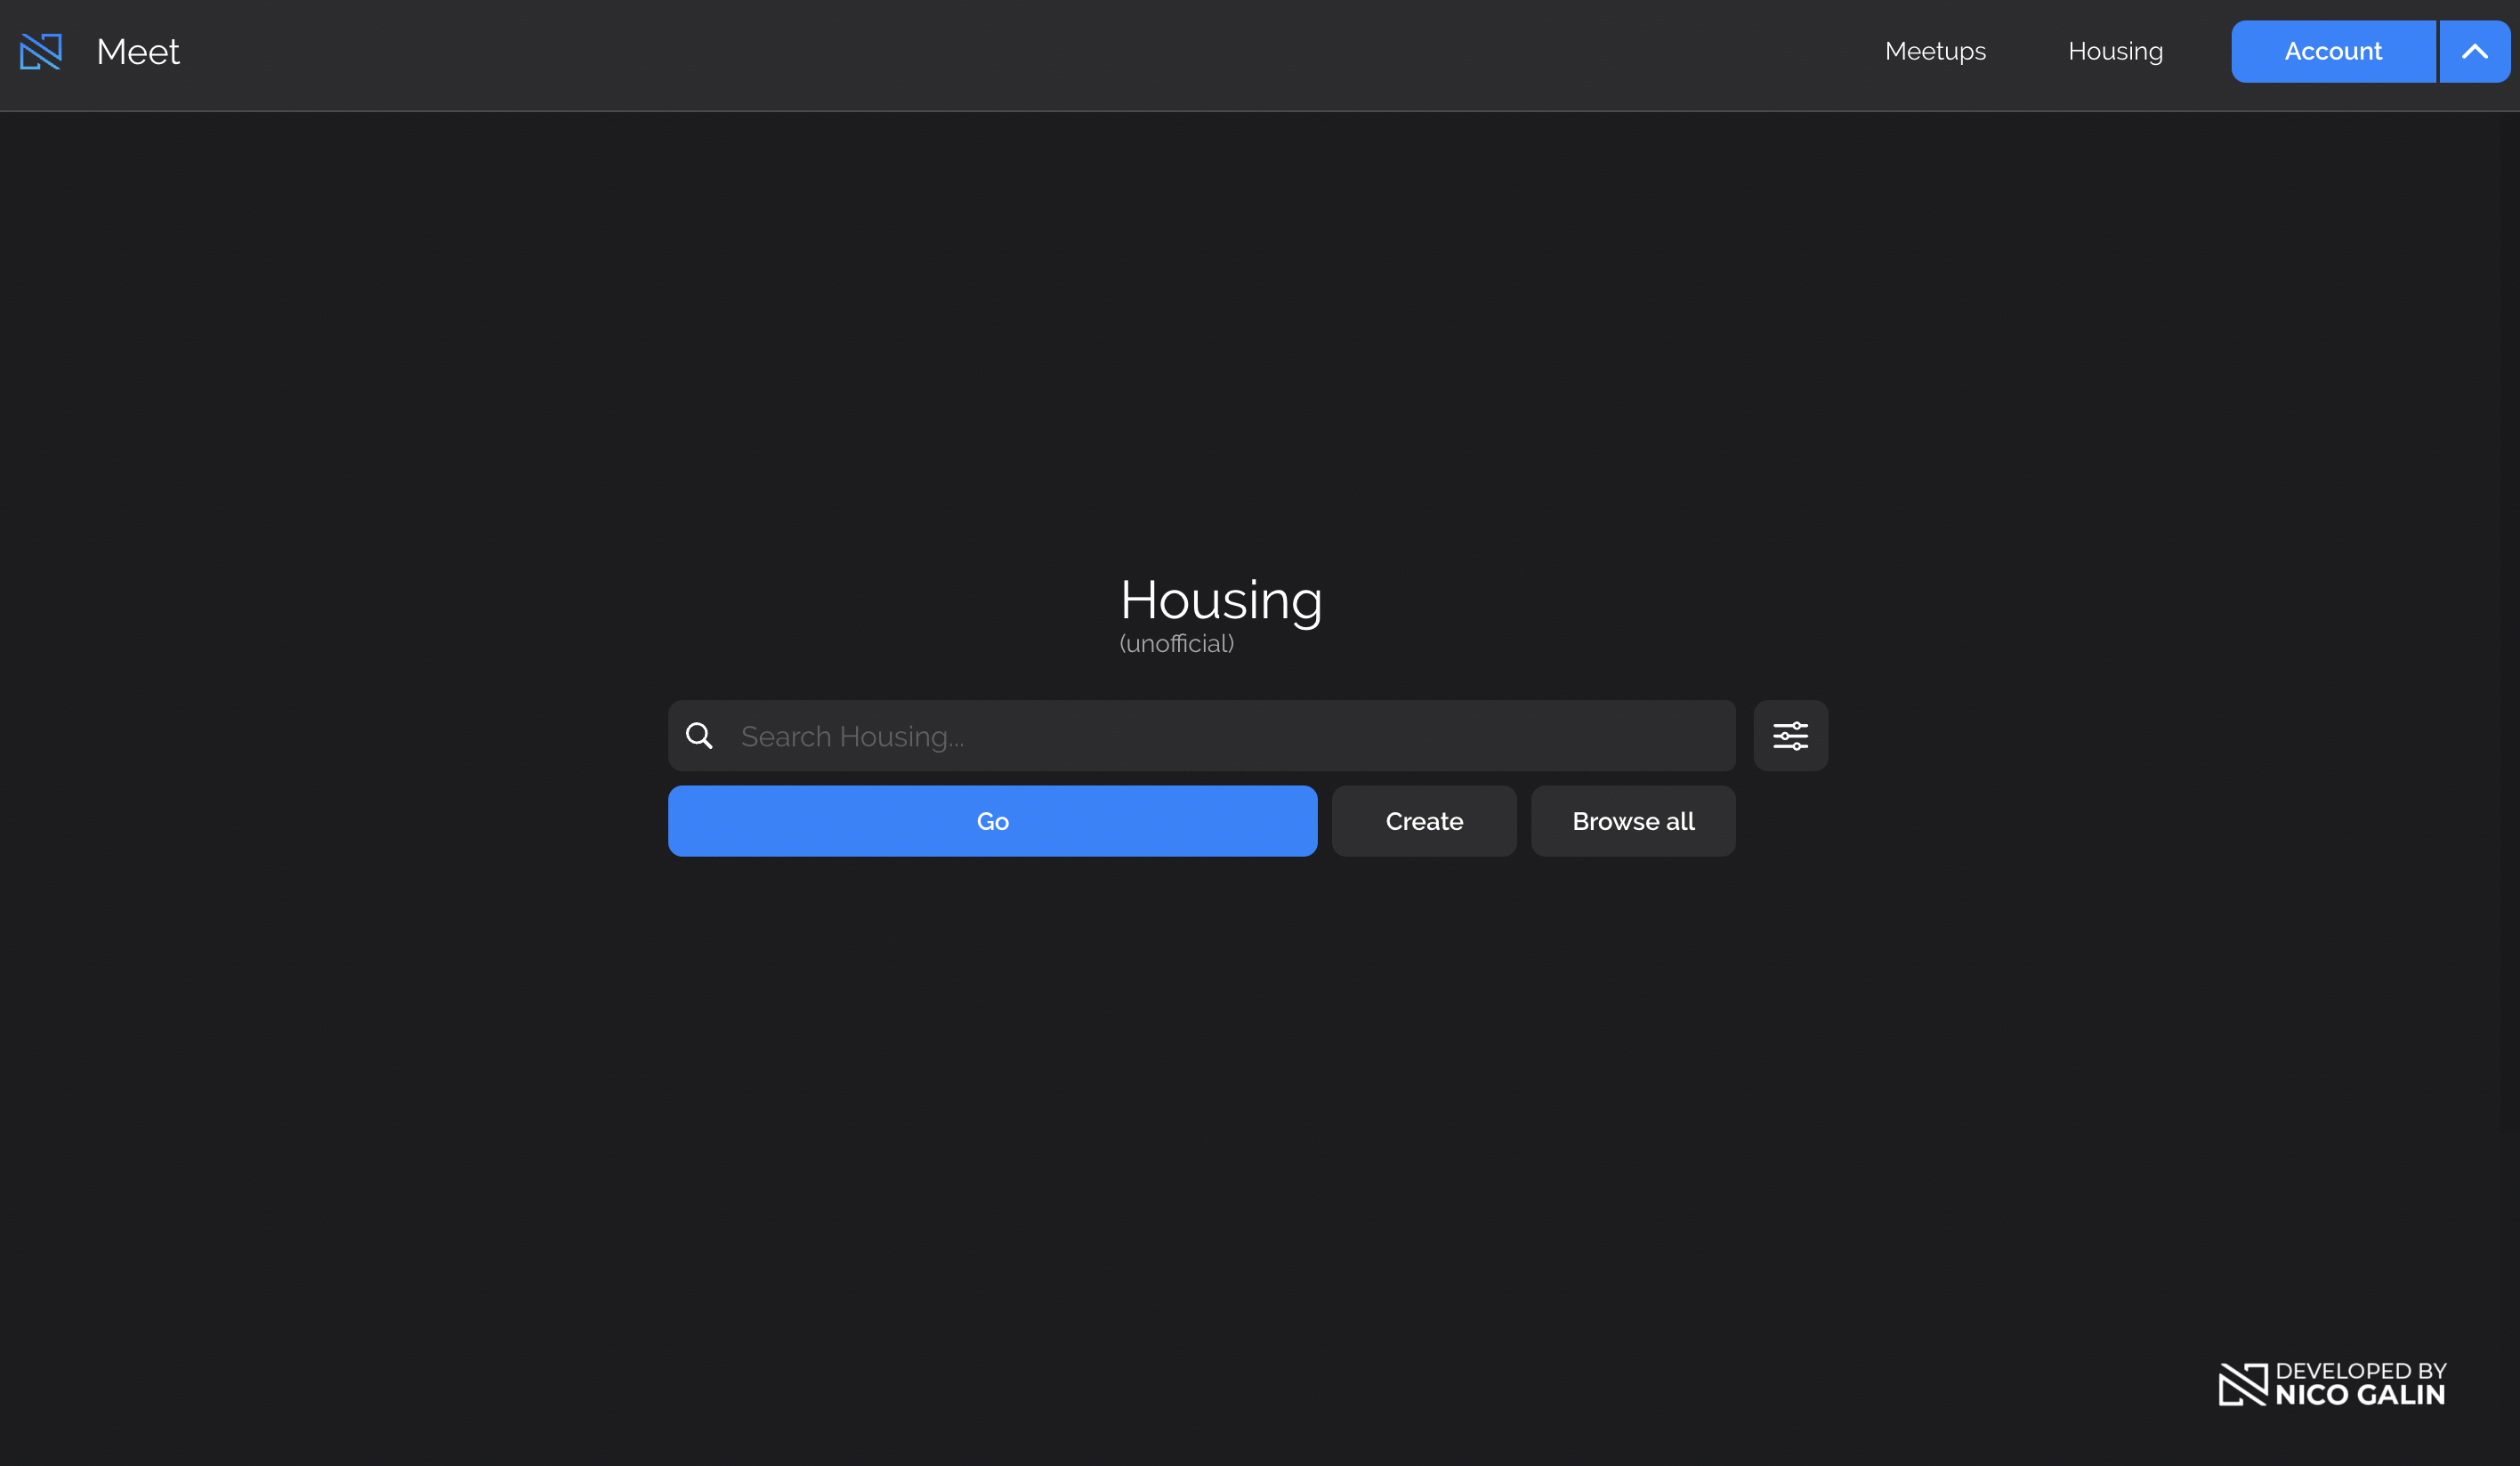 Meet
Meetups
Housing
Account
Housing
(unofficial)
Search Housing...
Go
Create
Browse all
DEVELOPED BY
NICO GALIN